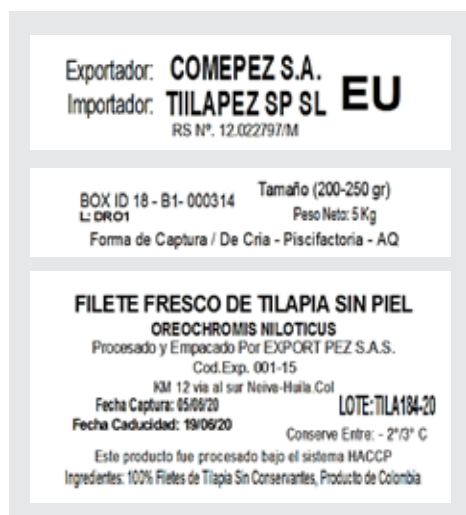 Exportador: COMEPEZ S.A.
Importador: TIILAPEZ SP SL EU
RS Nº. 12.022797/M
BOX ID 18 - B1- 000314 Tamaño (200-250 gr)
L: DRO1 Peso Neto: 5 Kg
Forma de Captura / De Cria - Piscifactoria - AQ
FILETE FRESCO DE TILAPIA SIN PIEL
OREOCHROMIS NILOTICUS
Procesado y Empacado Por EXPORT PEZ S.A.S.
Cod.Exp. 001-15
KM 12 via al sur Neiva-Huila.Col
Fecha Captura: 05/06/20 LOTE:TILA184-20
Fecha Caducidad: 19/06/20
Conserve Entre: - 2°/3° C
Este producto fue procesado bajo el sistema HACCP
Ingredientes: 100% Filetes de Tilapia Sin Conservantes, Producto de Colombia